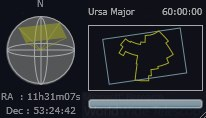 N
Ursa Major 60:00:00
RA : 11h31m07s
Dec : 53:24:42